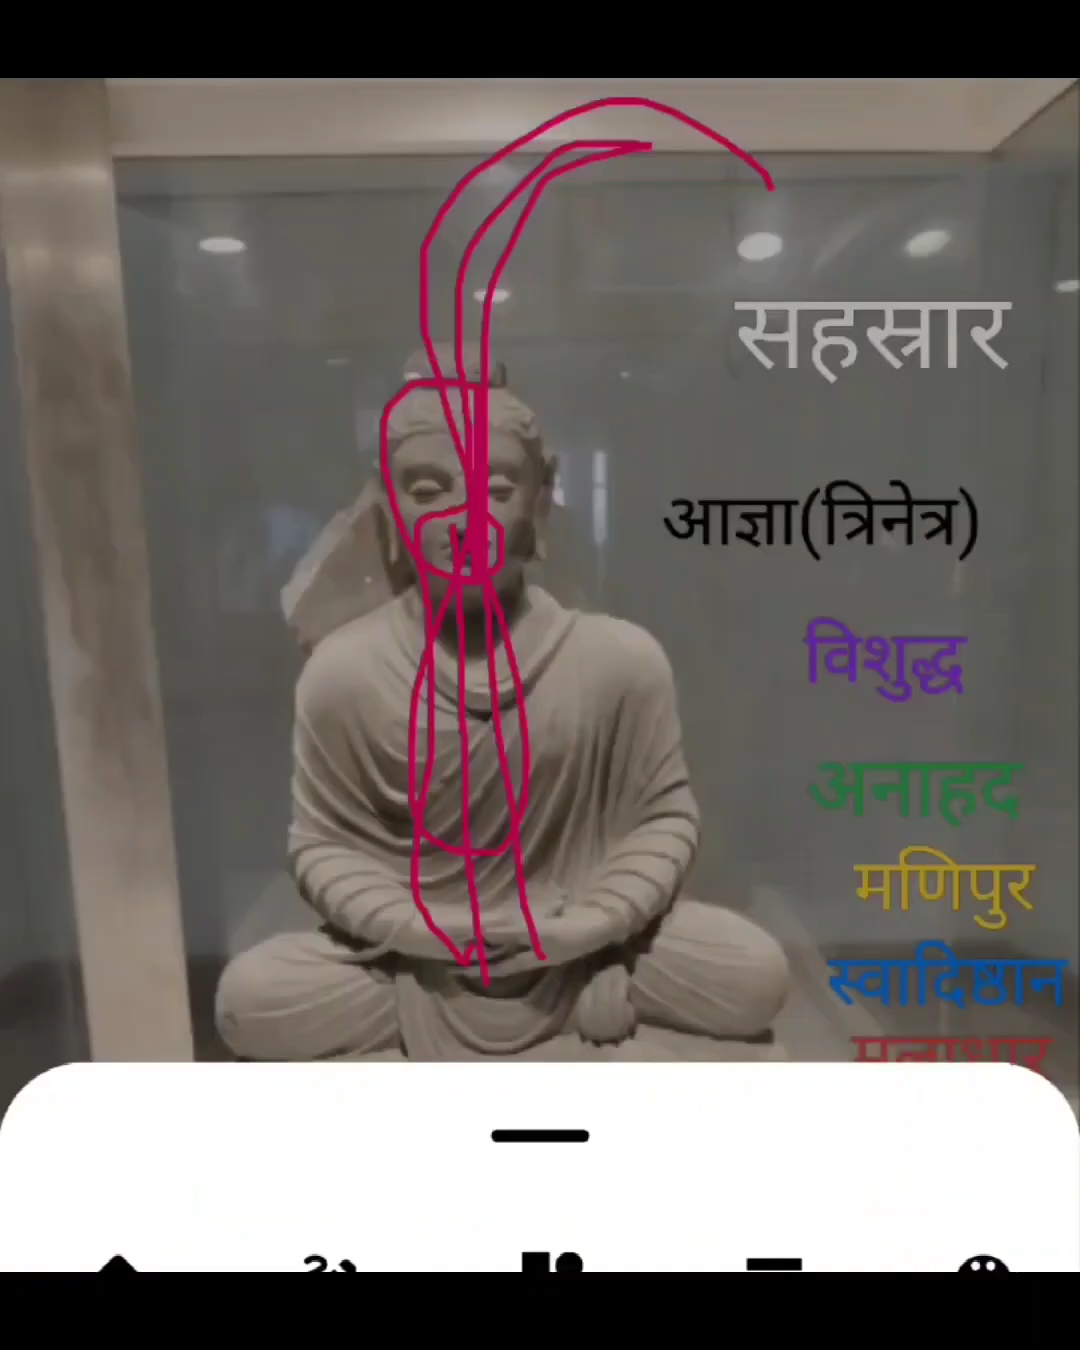 सहस्रार
आज्ञा(त्रिनेत्र)
विशुद्ध
अनाहद
मणिपुर
स्वादिष्ठान
मूलाधार